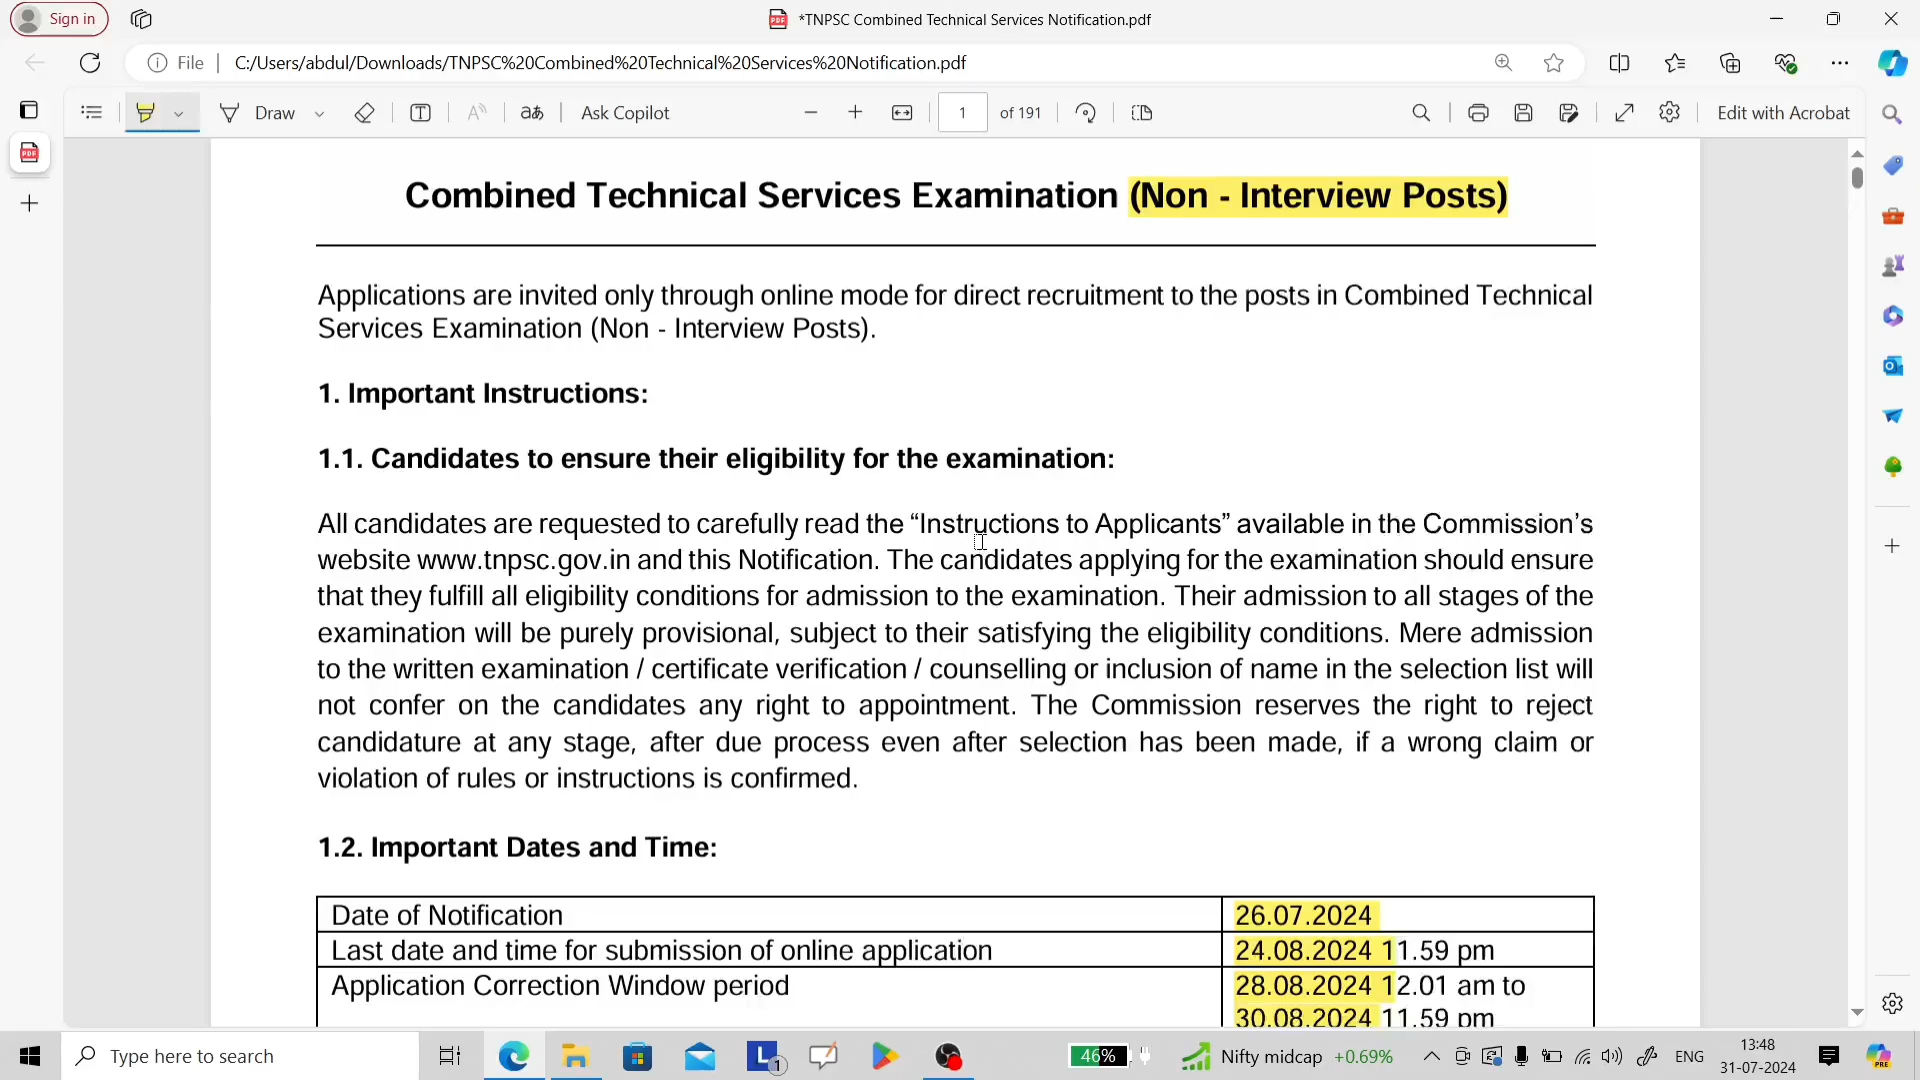 Sign in
*TNPSC Combined Technical Services Notification.pdf
File
C:/Users/abdul/Downloads/TNPSC%20Combined%20Technical%20Services%20Notification.pdf
Draw
Ask Copilot
1 of 191
Edit with Acrobat
Combined Technical Services Examination (Non - Interview Posts)
Applications are invited only through online mode for direct recruitment to the posts in Combined Technical
Services Examination (Non - Interview Posts).
1. Important Instructions:
1.1. Candidates to ensure their eligibility for the examination:
All candidates are requested to carefully read the “Instructions to Applicants” available in the Commission’s
website www.tnpsc.gov.in and this Notification. The candidates applying for the examination should ensure
that they fulfill all eligibility conditions for admission to the examination. Their admission to all stages of the
examination will be purely provisional, subject to their satisfying the eligibility conditions. Mere admission
to the written examination / certificate verification / counselling or inclusion of name in the selection list will
not confer on the candidates any right to appointment. The Commission reserves the right to reject
candidature at any stage, after due process even after selection has been made, if a wrong claim or
violation of rules or instructions is confirmed.
1.2. Important Dates and Time:
Date of Notification 26.07.2024
Last date and time for submission of online application 24.08.2024 11.59 pm
Application Correction Window period 28.08.2024 12.01 am to
30.08.2024 11.59 pm
Type here to search
46%
Nifty midcap +0.69%
ENG
13:48
31-07-2024